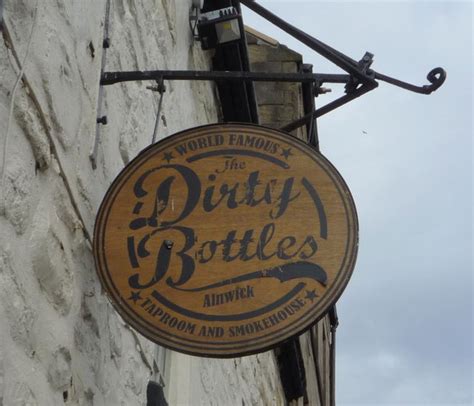 WORLD FAMOUS
The
Dirty
Bottles
Alnwick
TAPROOM AND SMOKEHOUSE